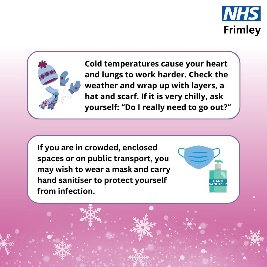 NHS
Frimley
Cold temperatures cause your heart
and lungs to work harder. Check the
weather and wrap up with layers, a
hat and scarf. If it is very chilly, ask
yourself: “Do I really need to go out?”
If you are in crowded, enclosed
spaces or on public transport, you
may wish to wear a mask and carry
hand sanitiser to protect yourself
from infection.